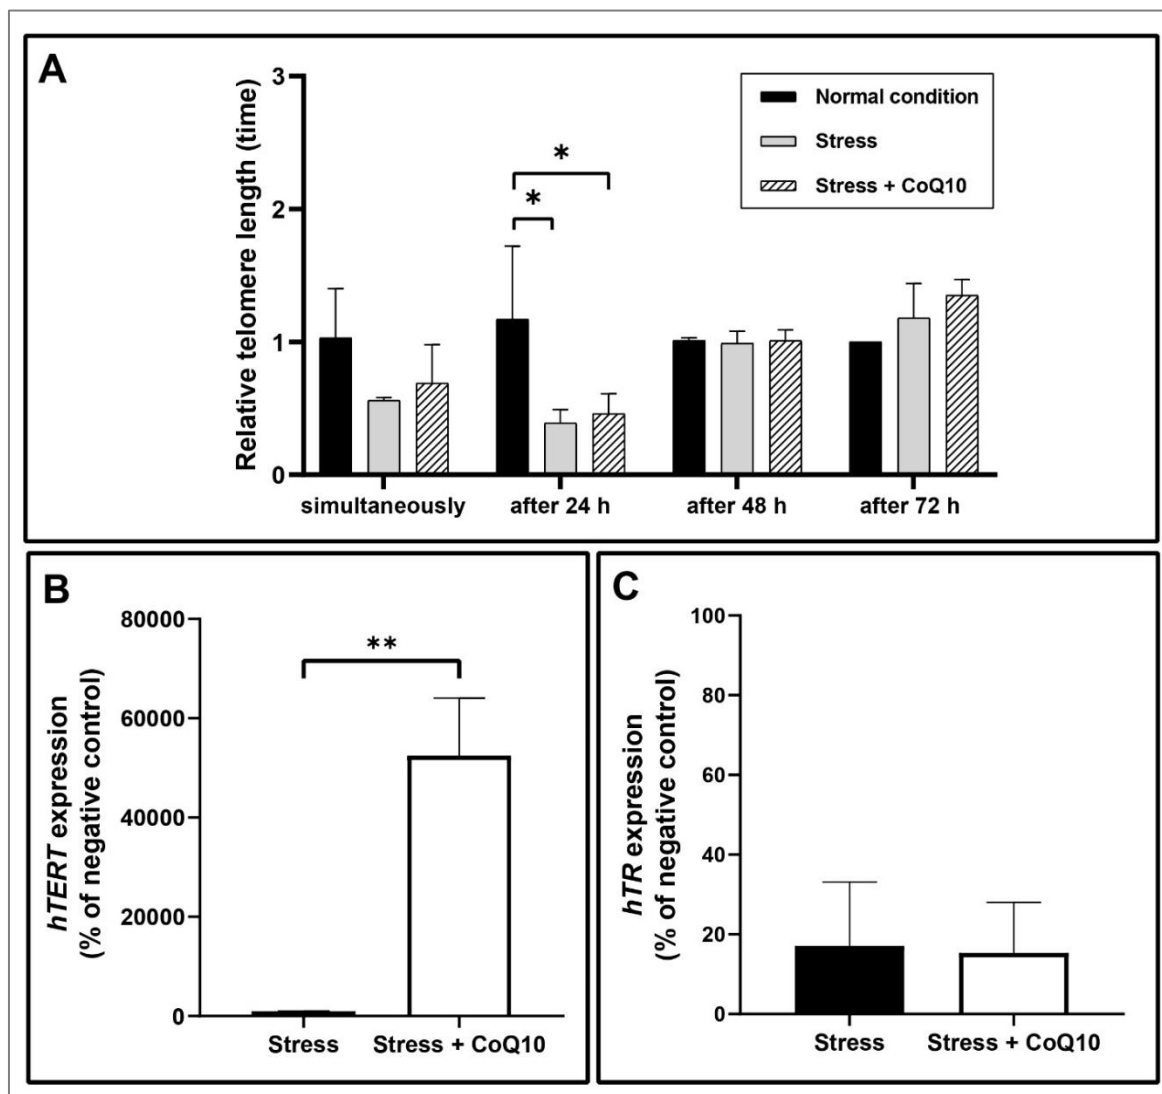 A
Relative telomere length (time)
3
2
1
0
Normal condition
Stress
Stress + CoQ10
*
*
simultaneously
after 24 h
after 48 h
after 72 h
B
hTERT expression
(% of negative control)
80000
60000
40000
20000
0
**
Stress
Stress + CoQ10
C
hTR expression
(% of negative control)
100
80
60
40
20
0
Stress
Stress + CoQ10